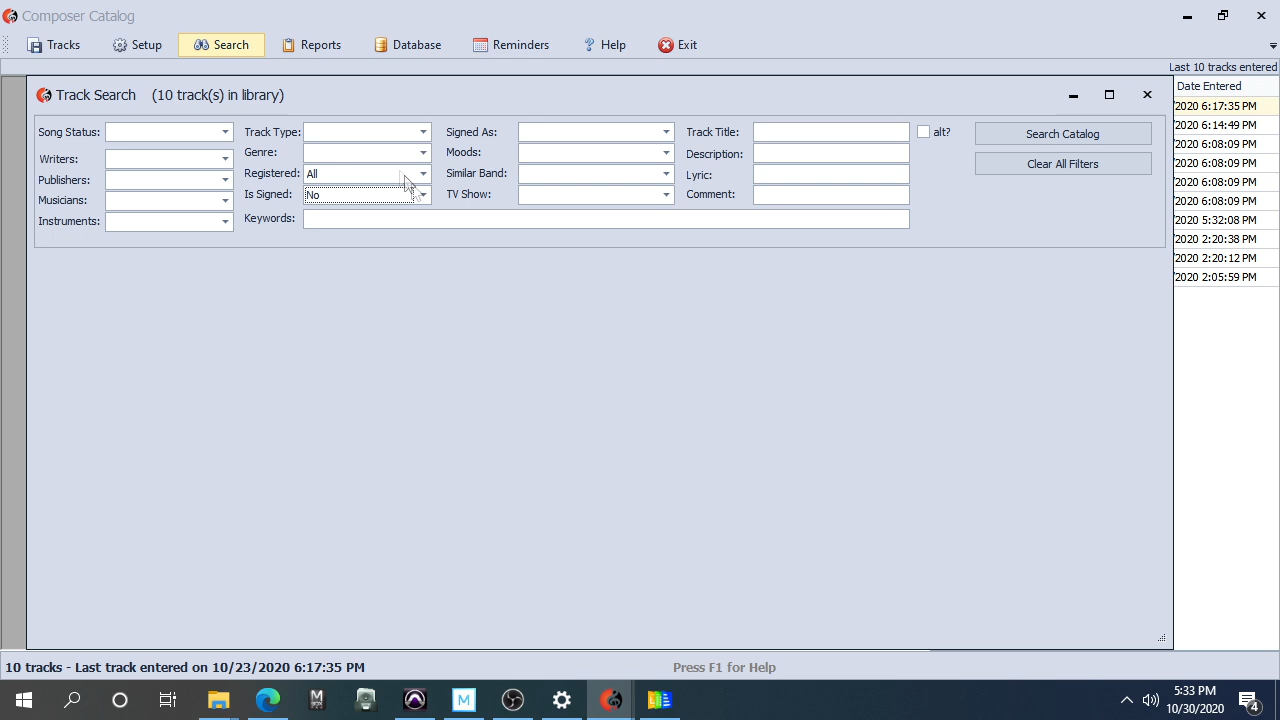 Composer Catalog
Tracks Setup Search Reports Database Reminders Help Exit
Last 10 tracks entered
Track Search (10 track(s) in library)
Date Entered
Song Status: Track Type: Signed As: Track Title: alt? Search Catalog
Writers: Genre: Moods: Description:
Publishers: Registered: All Similar Band: Lyric: Clear All Filters
Musicians: Is Signed: No TV Show: Comment:
Instruments: Keywords:
/2020 6:17:35 PM
/2020 6:14:49 PM
/2020 6:08:09 PM
/2020 6:08:09 PM
/2020 6:08:09 PM
/2020 6:08:09 PM
/2020 5:32:08 PM
/2020 2:20:38 PM
/2020 2:20:12 PM
/2020 2:05:59 PM
10 tracks - Last track entered on 10/23/2020 6:17:35 PM Press F1 for Help
M M
5:33 PM
10/30/2020
4